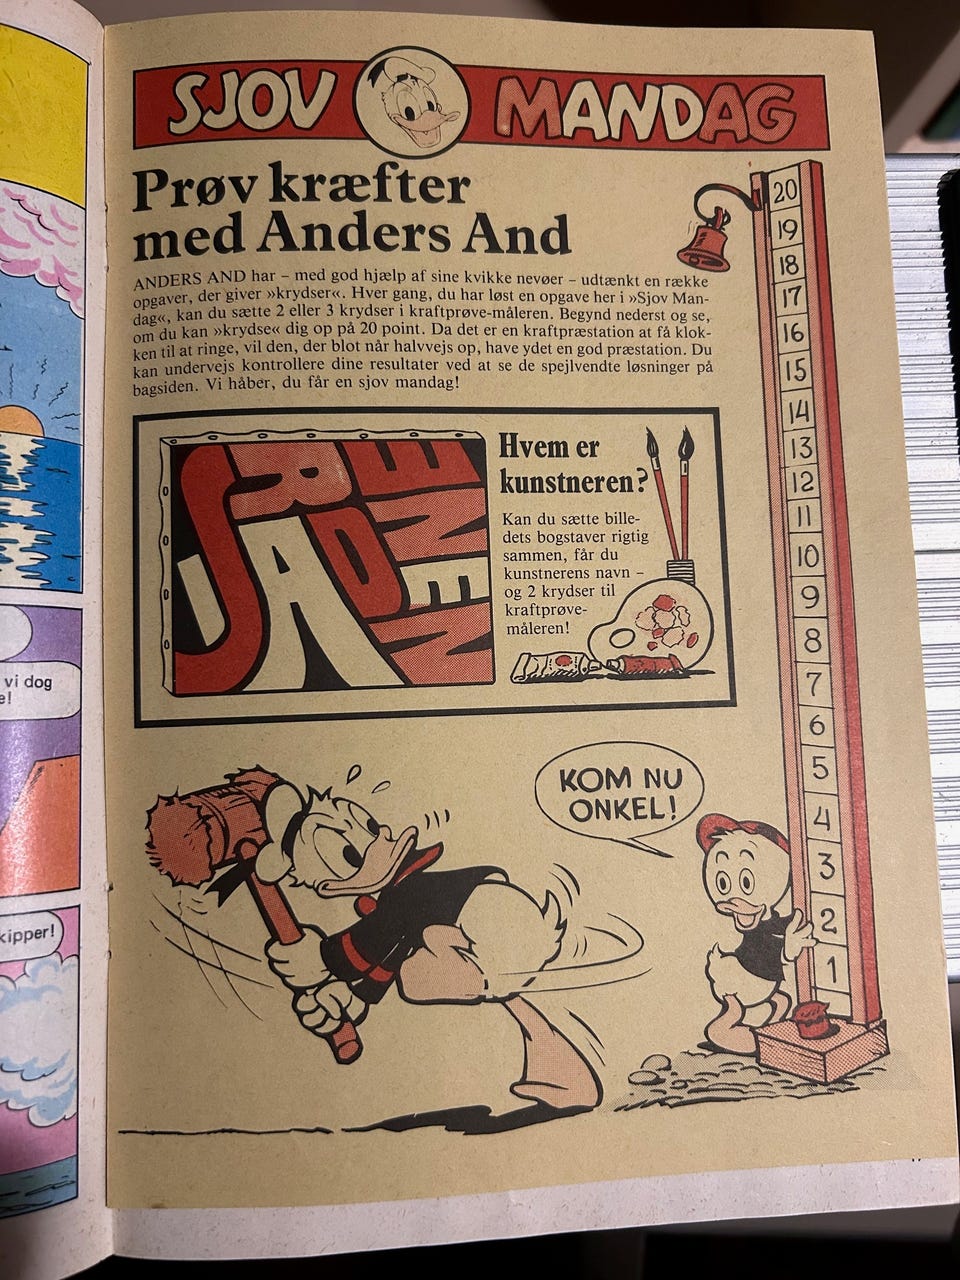 SJOV MANDAG
Prøv kræfter
med Anders And
ANDERS AND har – med god hjælp af sine kvikke nevøer – udtænkt en række
opgaver, der giver »krydser«. Hver gang, du har løst en opgave her i »Sjov Man-
dag«, kan du sætte 2 eller 3 krydser i kraftprøve-måleren. Begynd nederst og se,
om du kan »krydse« dig op på 20 point. Da det er en kraftpræstation at få klok-
ken til at ringe, vil den, der blot når halvvejs op, have ydet en god præstation. Du
kan undervejs kontrollere dine resultater ved at se de spejlvendte løsninger på
bagsiden. Vi håber, du får en sjov mandag!
Hvem er
kunstneren?
Kan du sætte bille-
dets bogstaver rigtig
sammen, får du
kunstnerens navn –
og 2 krydser til
kraftprøve-
måleren!
20
19
18
17
16
15
14
13
12
11
10
9
8
7
6
5
4
3
2
1
KOM NU
ONKEL!
vi dog
e!
kipper!